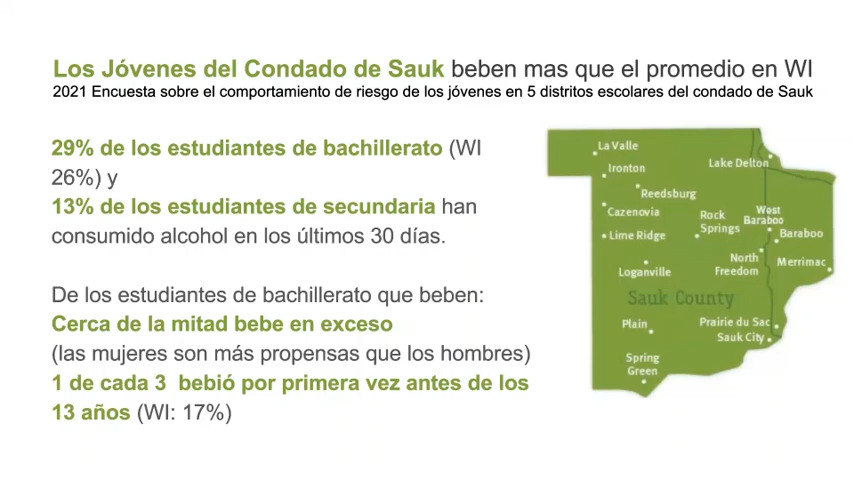 Los Jóvenes del Condado de Sauk beben mas que el promedio en WI
2021 Encuesta sobre el comportamiento de riesgo de los jóvenes en 5 distritos escolares del condado de Sauk
29% de los estudiantes de bachillerato (WI
26%) y
13% de los estudiantes de secundaria han
consumido alcohol en los últimos 30 días.
De los estudiantes de bachillerato que beben:
Cerca de la mitad bebe en exceso
(las mujeres son más propensas que los hombres)
1 de cada 3 bebió por primera vez antes de los
13 años (WI: 17%)
La Valle
Lake Delton
Ironton
Reedsburg
Cazenovia
Rock
Springs
West
Baraboo
Lime Ridge
Baraboo
North
Freedom
Merrimac
Loganville
Sauk County
Plain
Prairie du Sac
Sauk City
Spring
Green